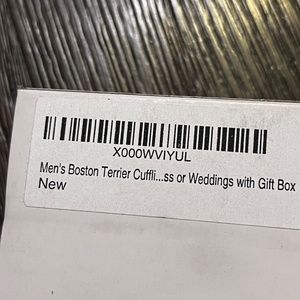 X000WVIYUL
Men's Boston Terrier Cuffli...ss or Weddings with Gift Box
New